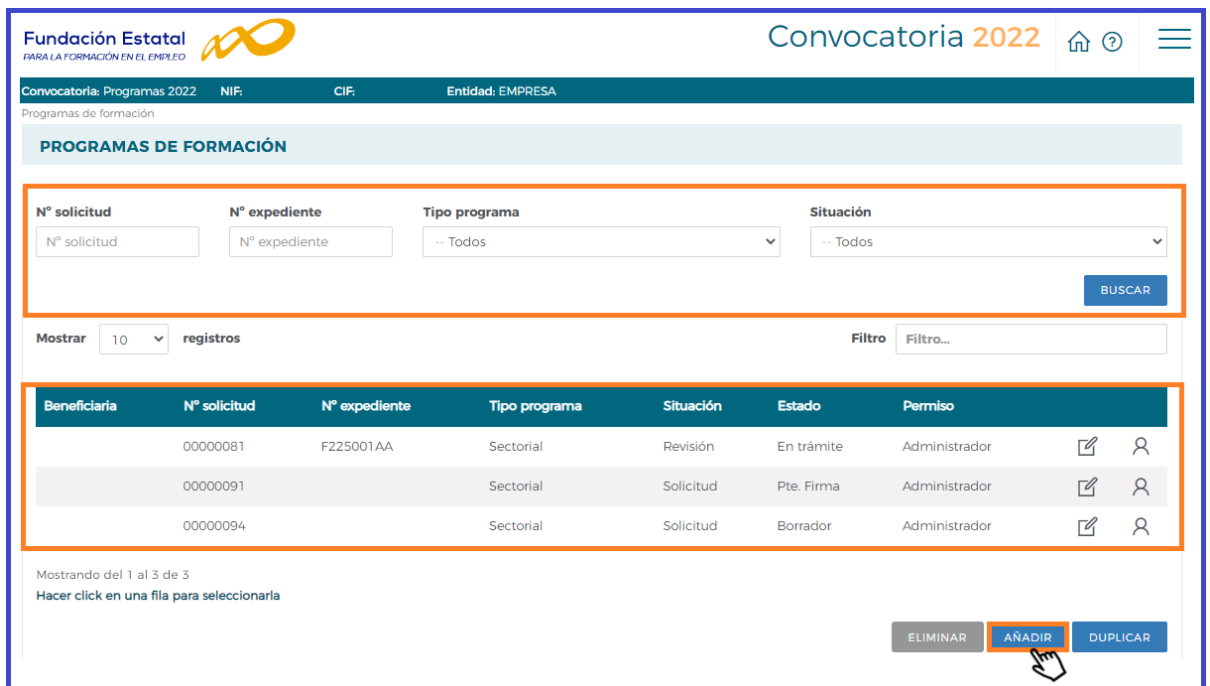 Fundación Estatal
PARA LA FORMACIÓN EN EL EMPLEO
Convocatoria 2022
Convocatoria: Programas 2022 NIF: CIF: Entidad: EMPRESA
Programas de formación
PROGRAMAS DE FORMACIÓN
Nº solicitud Nº expediente Tipo programa Situación
Nº solicitud Nº expediente -- Todos -- Todos
BUSCAR
Mostrar 10 registros Filtro Filtro...
Beneficiaria Nº solicitud Nº expediente Tipo programa Situación Estado Permiso
00000081 F225001AA Sectorial Revisión En trámite Administrador
00000091 Sectorial Solicitud Pte. Firma Administrador
00000094 Sectorial Solicitud Borrador Administrador
Mostrando del 1 al 3 de 3
Hacer click en una fila para seleccionarla
ELIMINAR AÑADIR DUPLICAR